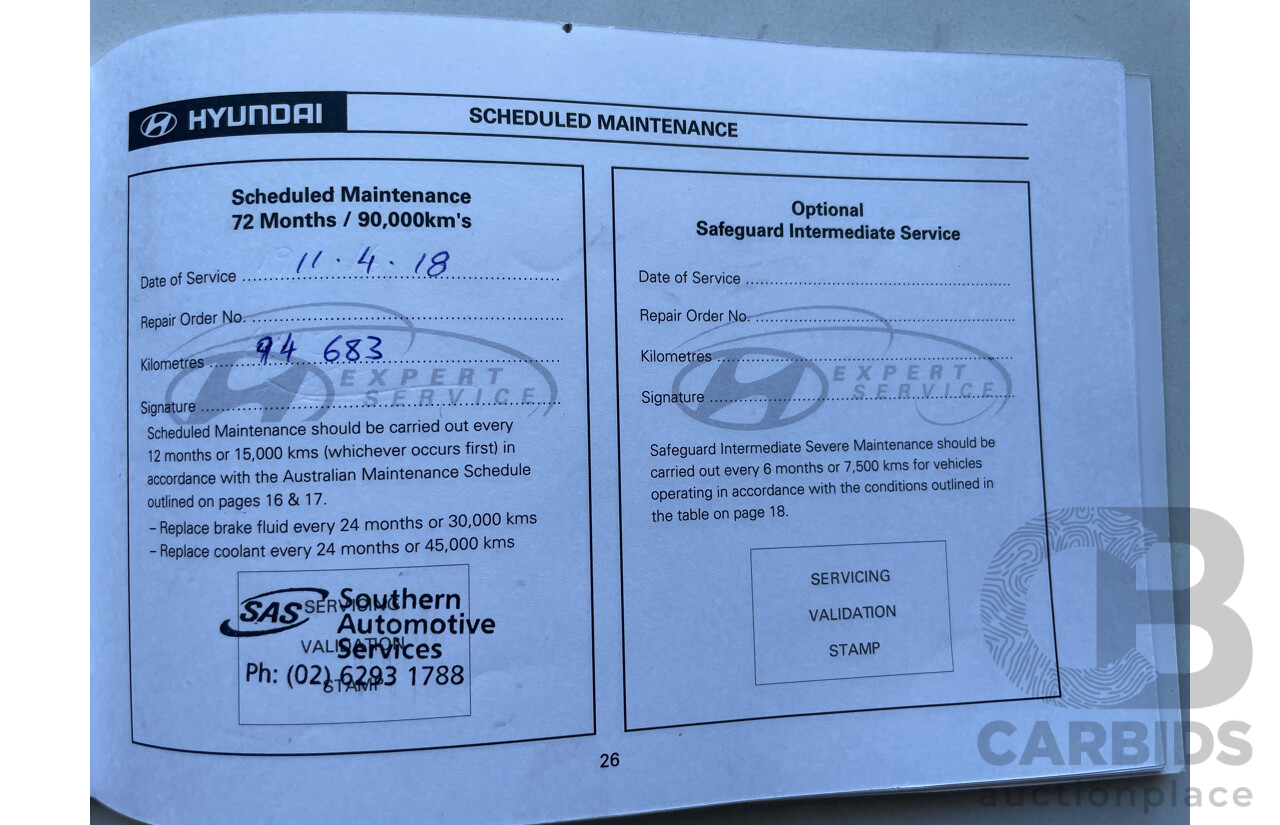 HYUNDAI
SCHEDULED MAINTENANCE
Scheduled Maintenance
72 Months / 90,000km's
Date of Service 11 . 4 . 18
Repair Order No.
Kilometres 94 683
Signature
EXPERT
SERVICE
Scheduled Maintenance should be carried out every
12 months or 15,000 kms (whichever occurs first) in
accordance with the Australian Maintenance Schedule
outlined on pages 16 & 17.
– Replace brake fluid every 24 months or 30,000 kms
– Replace coolant every 24 months or 45,000 kms
SERVICING
VALIDATION
STAMP
SAS Southern
Automotive
Services
Ph: (02) 6293 1788
Optional
Safeguard Intermediate Service
Date of Service
Repair Order No.
Kilometres
Signature
EXPERT
SERVICE
Safeguard Intermediate Severe Maintenance should be
carried out every 6 months or 7,500 kms for vehicles
operating in accordance with the conditions outlined in
the table on page 18.
SERVICING
VALIDATION
STAMP
26
CB
CARBIDS
auctionplace